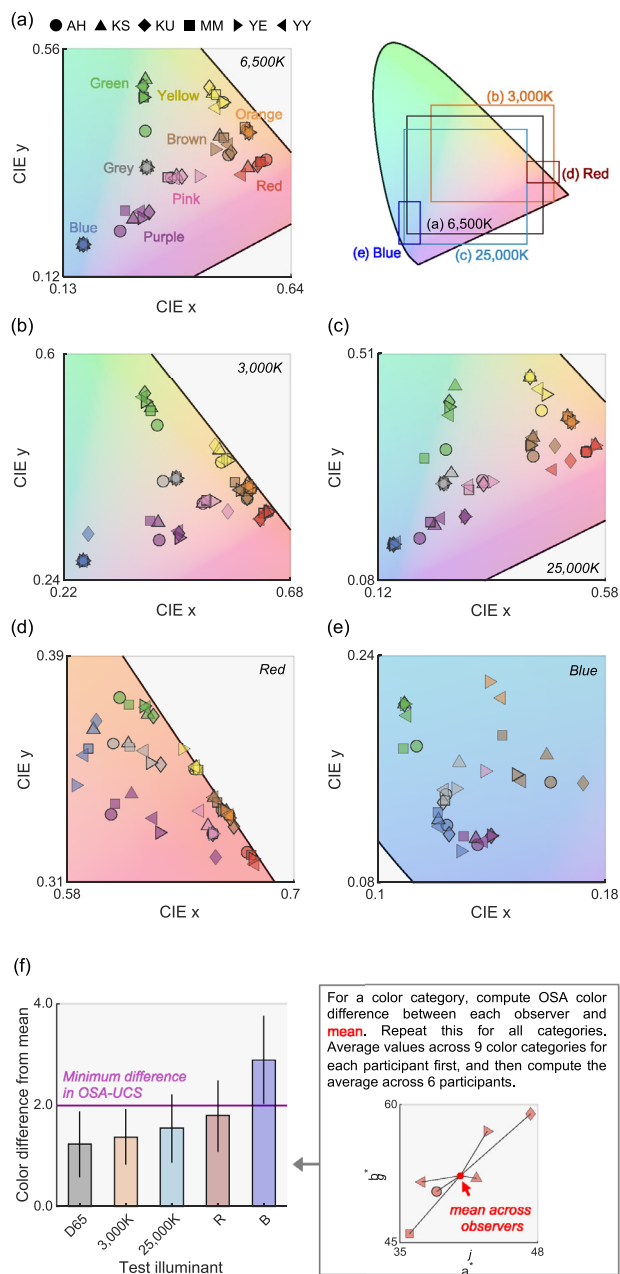 (a)
AH KS KU MM YE YY
0.56
6,500K
Green
Yellow
Orange
Brown
Grey
Red
Pink
Blue
Purple
CIE y
0.12
0.13
0.64
CIE x
(b) 3,000K
(d) Red
(a) 6,500K
(e) Blue
(c) 25,000K
(b)
0.6
3,000K
CIE y
0.24
0.22
0.68
CIE x
(c)
0.51
CIE y
25,000K
0.08
0.12
0.58
CIE x
(d)
0.39
Red
CIE y
0.31
0.58
0.7
CIE x
(e)
0.24
Blue
CIE y
0.08
0.1
0.18
CIE x
(f)
4.0
Color difference from mean
Minimum difference
in OSA-UCS
2.0
0.0
D65
3,000K
25,000K
R
B
Test illuminant
For a color category, compute OSA color
difference between each observer and
mean. Repeat this for all categories.
Average values across 9 color categories for
each participant first, and then compute the
average across 6 participants.
60
mean across
observers
45
35
48
j
a*